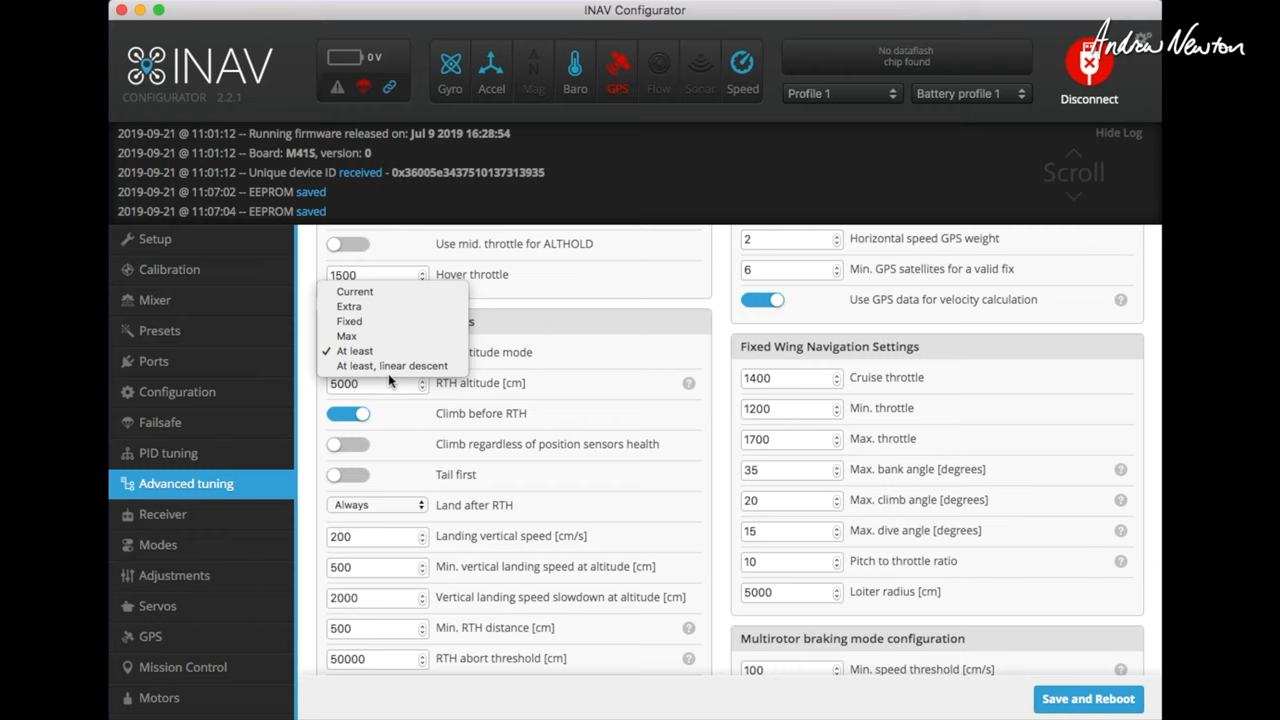 INAV Configurator
Andrew Newton
INAV
CONFIGURATOR 2.2.1
0 V
Gyro
Accel
Mag
Baro
GPS
Flow
Sonar
Speed
No dataflash
chip found
Profile 1
Battery profile 1
Disconnect
2019-09-21 @ 11:01:12 -- Running firmware released on: Jul 9 2019 16:28:54
2019-09-21 @ 11:01:12 -- Board: M41S, version: 0
2019-09-21 @ 11:01:12 -- Unique device ID received - 0x36005e3437510137313935
2019-09-21 @ 11:07:02 -- EEPROM saved
2019-09-21 @ 11:07:04 -- EEPROM saved
Hide Log
Scroll
Setup
Calibration
Mixer
Presets
Ports
Configuration
Failsafe
PID tuning
Advanced tuning
Receiver
Modes
Adjustments
Servos
GPS
Mission Control
Motors
Use mid. throttle for ALTHOLD
1500 Hover throttle
Current
Extra
Fixed
Max
At least
At least, linear descent
5000 RTH altitude [cm]
Climb before RTH
Climb regardless of position sensors health
Tail first
Always Land after RTH
200 Landing vertical speed [cm/s]
500 Min. vertical landing speed at altitude [cm]
2000 Vertical landing speed slowdown at altitude [cm]
500 Min. RTH distance [cm]
50000 RTH abort threshold [cm]
2 Horizontal speed GPS weight
6 Min. GPS satellites for a valid fix
Use GPS data for velocity calculation
Fixed Wing Navigation Settings
1400 Cruise throttle
1200 Min. throttle
1700 Max. throttle
35 Max. bank angle [degrees]
20 Max. climb angle [degrees]
15 Max. dive angle [degrees]
10 Pitch to throttle ratio
5000 Loiter radius [cm]
Multirotor braking mode configuration
100 Min. speed threshold [cm/s]
Save and Reboot